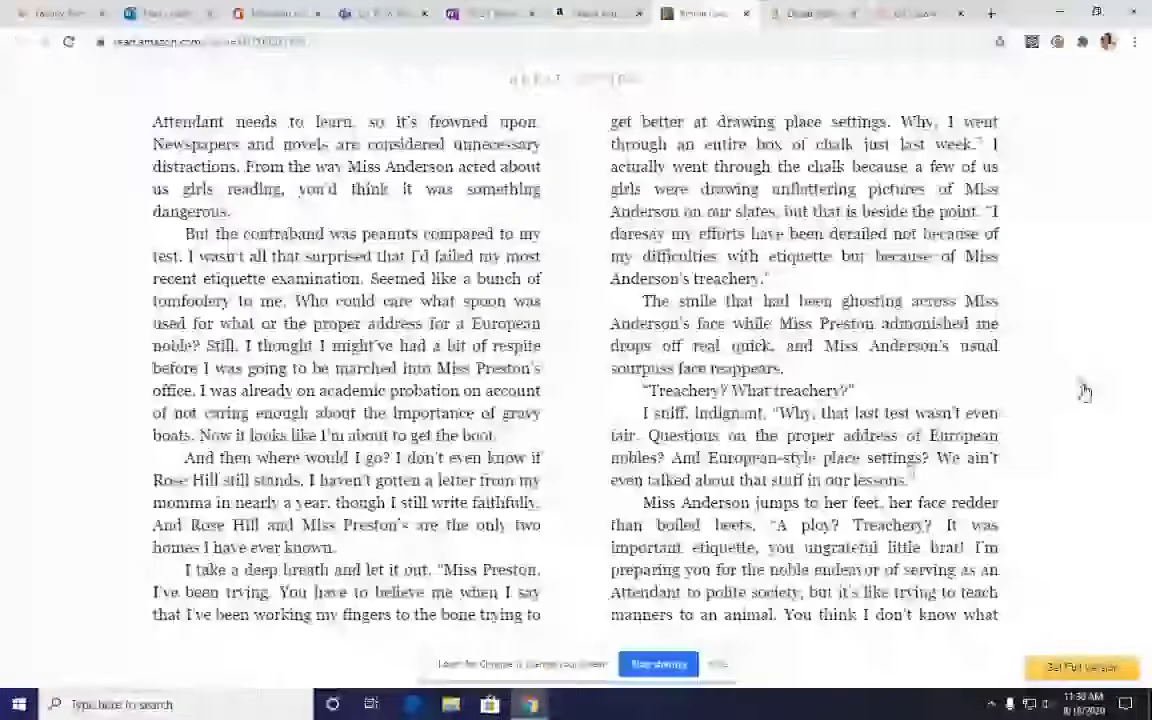 Attendant needs to learn, so it's frowned upon.
Newspapers and novels are considered unnecessary
distractions. From the way Miss Anderson acted about
us girls reading, you'd think it was something
dangerous.
But the contraband was peanuts compared to my
test. I wasn't all that surprised that I'd failed my most
recent etiquette examination. Seemed like a bunch of
tomfoolery to me. Who could care what spoon was
used for what or the proper address for a European
noble? Still, I thought I might've had a bit of respite
before I was going to be marched into Miss Preston's
office. I was already on academic probation on account
of not caring enough about the importance of gravy
boats. Now it looks like I'm about to get the boot.
And then where would I go? I don't even know if
Rose Hill still stands. I haven't gotten a letter from my
momma in nearly a year, though I still write faithfully.
And Rose Hill and Miss Preston's are the only two
homes I have ever known.
I take a deep breath and let it out. "Miss Preston,
I've been trying. You have to believe me when I say
that I've been working my fingers to the bone trying to
get better at drawing place settings. Why, I went
through an entire box of chalk just last week." I
actually went through the chalk because a few of us
girls were drawing unflattering pictures of Miss
Anderson on our slates, but that is beside the point. "I
daresay my efforts have been derailed not because of
my difficulties with etiquette but because of Miss
Anderson's treachery."
The smile that had been ghosting across Miss
Anderson's face while Miss Preston admonished me
drops off real quick, and Miss Anderson's usual
sourpuss face reappears.
"Treachery? What treachery?"
I sniff, indignant. "Why, that last test wasn't even
fair. Questions on the proper address of European
nobles? And European-style place settings? We ain't
even talked about that stuff in our lessons."
Miss Anderson jumps to her feet, her face redder
than boiled beets. "A ploy? Treachery? It was
important etiquette, you ungrateful little brat! I'm
preparing you for the noble endeavor of serving as an
Attendant to polite society, but it's like trying to teach
manners to an animal. You think I don't know what
Stop sharing
Get Full Version
Type here to search
11:38 AM
8/18/2020